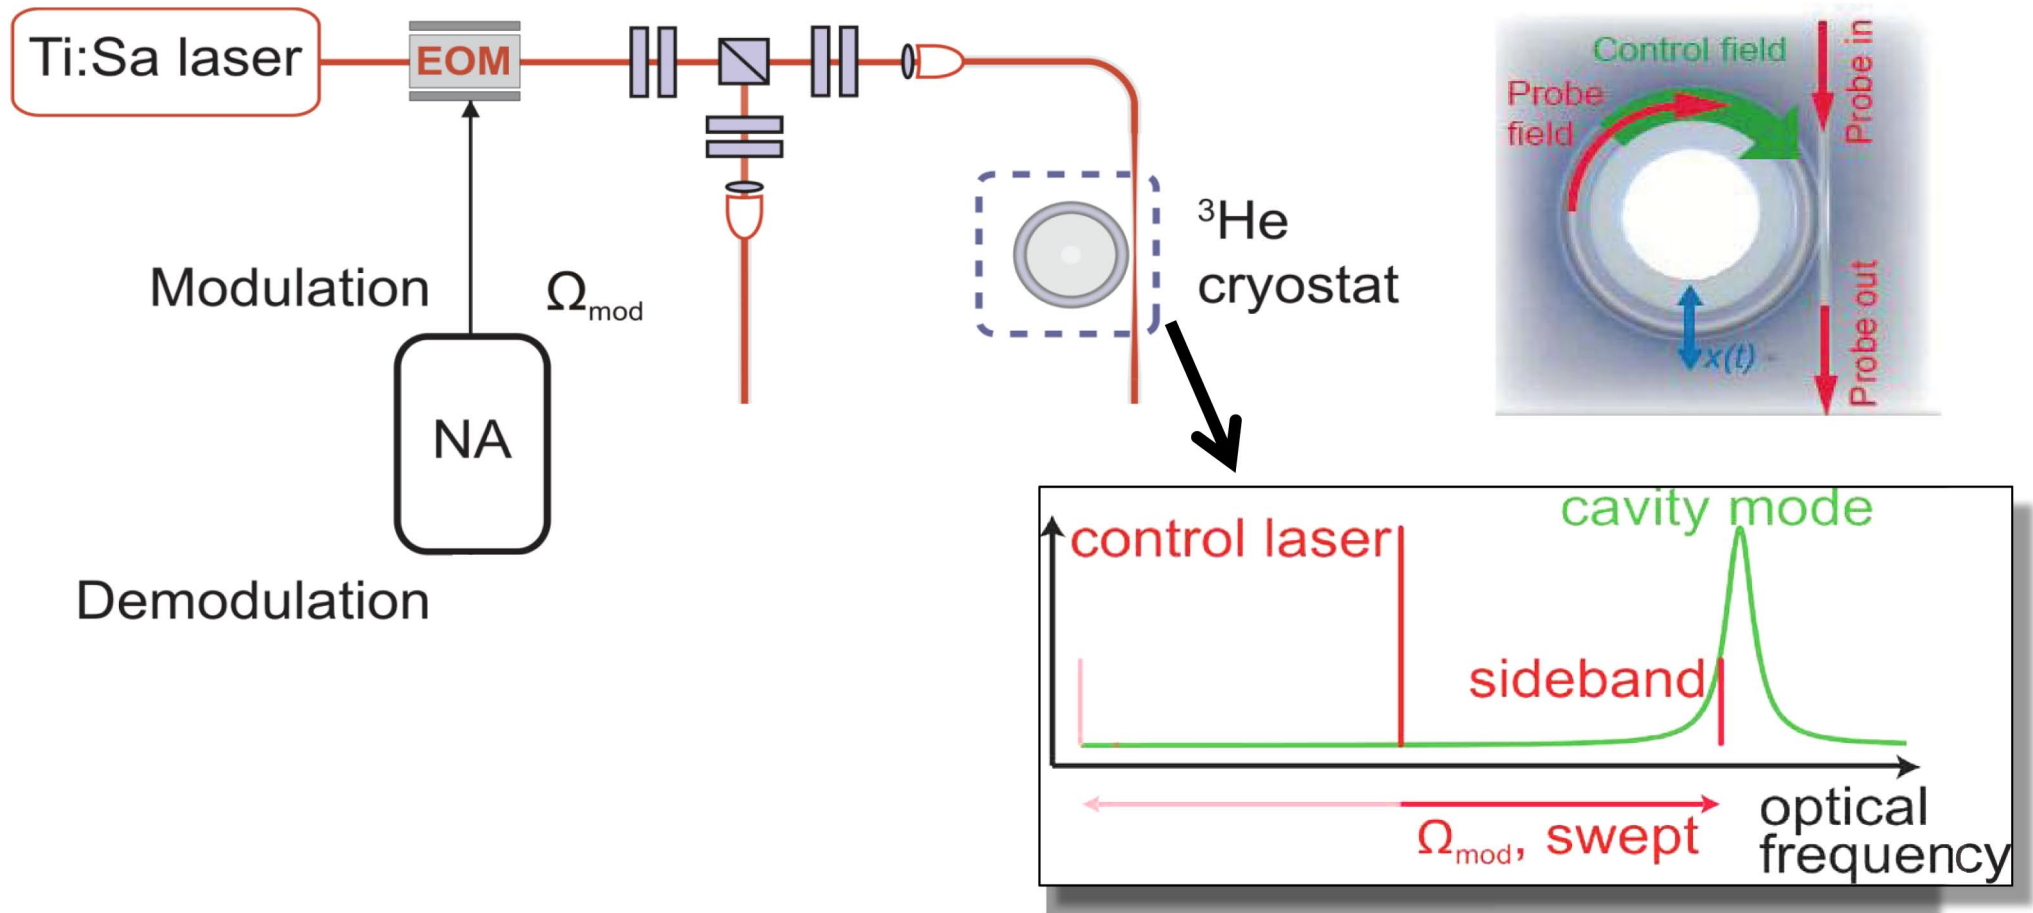 Ti:Sa laser
EOM
Modulation
Ω_mod
NA
Demodulation
³He
cryostat
Control field
Probe
field
Probe in
Probe out
x(t)
cavity mode
control laser
sideband
Ω_mod, swept
optical
frequency